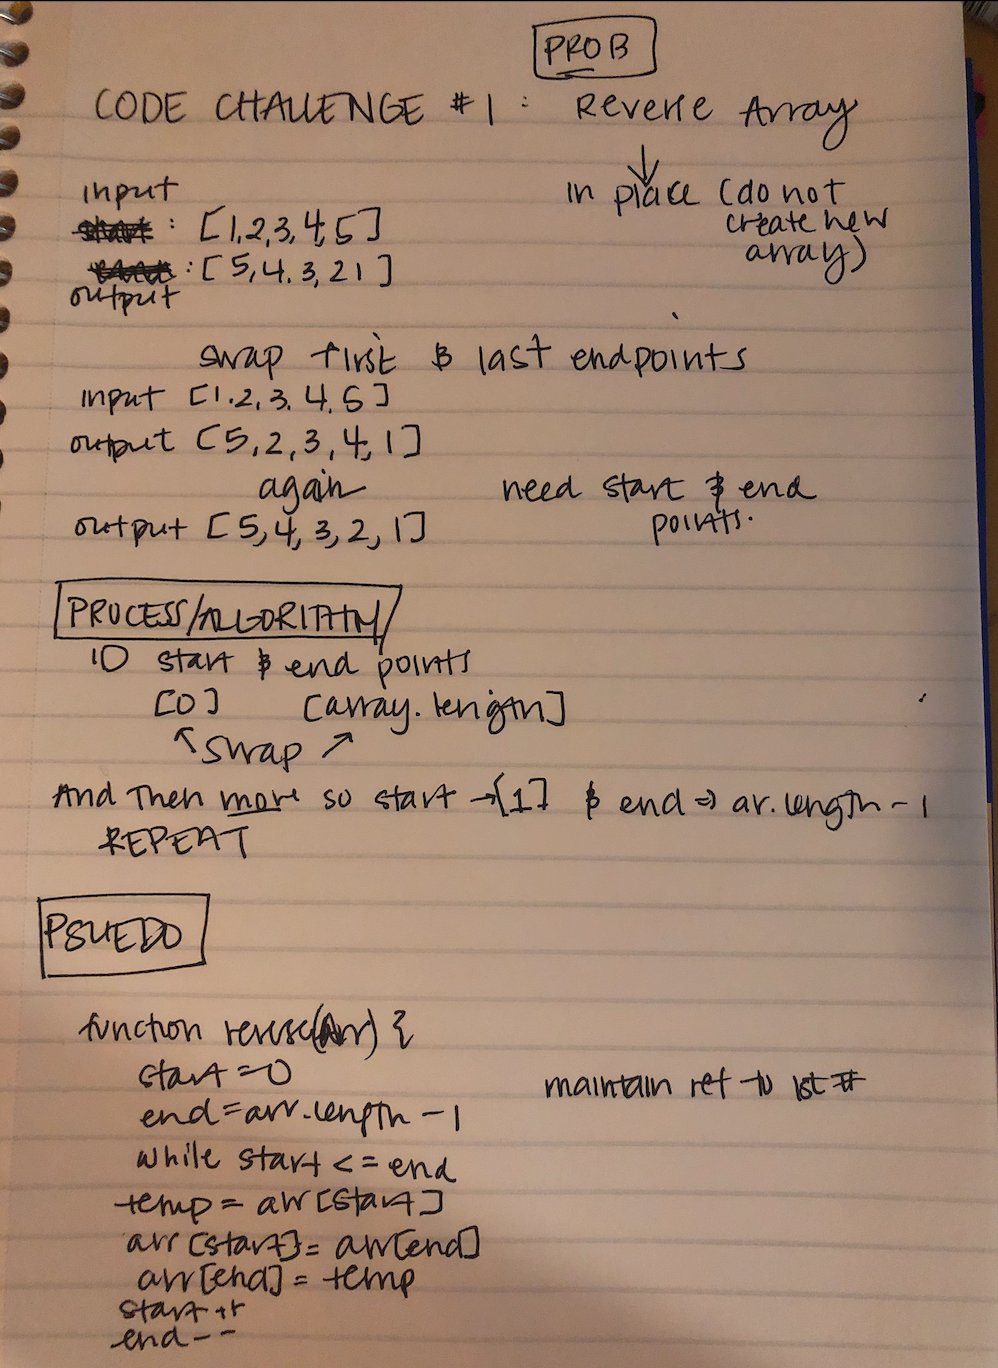 PROB
CODE CHALLENGE #1 : Reverse Array
↓
in place (do not
create new
array)
input
: [1,2,3,4,5]
: [5,4,3,21]
output
swap first & last endpoints
input [1.2,3.4,5]
output [5,2,3,4,1]
again
need start & end
points.
output [5,4,3,2,1]
PROCESS/ALGORITHM
ID start & end points
[0] [array.length]
↖ swap ↗
And then move so start →[1] & end ⇒ ar.length-1
REPEAT
PSUEDO
function reverse(Arr) {
start=0
maintain ref to 1st #
end=arr.length-1
while start <= end
temp = arr[start]
arr[start]= arr[end]
arr[end] = temp
start++
end--